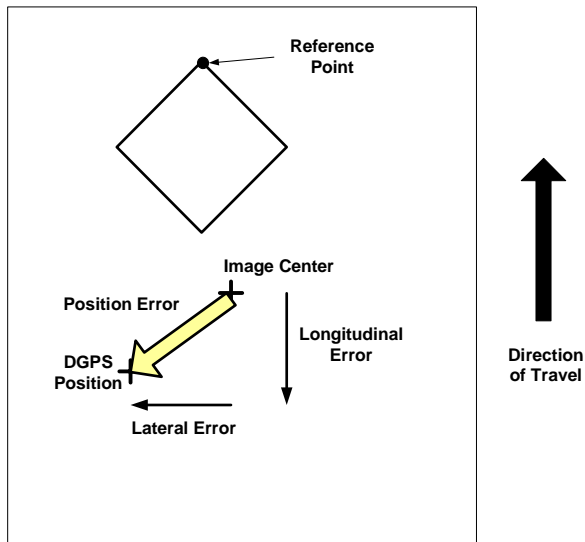 Reference
Point
Image Center
Position Error
Longitudinal
Error
DGPS
Position
Lateral Error
Direction
of Travel